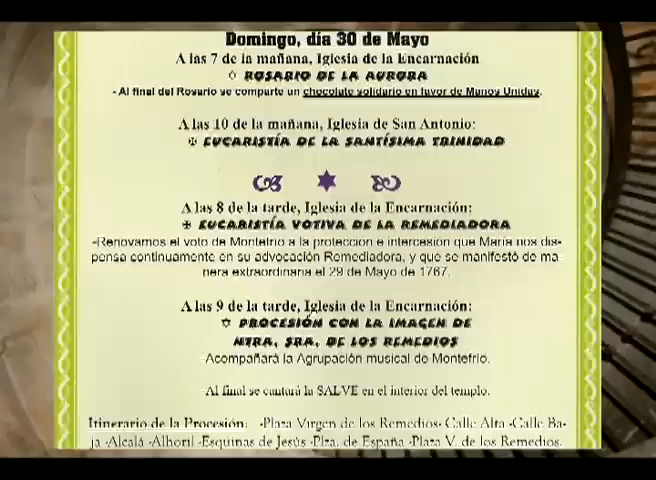 Domingo, día 30 de Mayo
A las 7 de la mañana, Iglesia de la Encarnación
ROSARIO DE LA AURORA
- Al final del Rosario se comparte un chocolate solidario en favor de Manos Unidas.
A las 10 de la mañana, Iglesia de San Antonio:
EUCARISTÍA DE LA SANTÍSIMA TRINIDAD
A las 8 de la tarde, Iglesia de la Encarnación:
EUCARISTÍA VOTIVA DE LA REMEDIADORA
-Renovamos el voto de Montefrío a la protección e intercesión que María nos dis-
pensa continuamente en su advocación Remediadora, y que se manifestó de ma-
nera extraordinaria el 29 de Mayo de 1767.
A las 9 de la tarde, Iglesia de la Encarnación:
PROCESIÓN CON LA IMAGEN DE
NTRA, SRA, DE LOS REMEDIOS
Acompañará la Agrupación musical de Montefrío.
-Al final se cantará la SALVE en el interior del templo.
Itinerario de la Procesión: -Plaza Virgen de los Remedios- Calle Alta -Calle Ba-
ja -Alcalá -Alhoril -Esquinas de Jesús -Plza. de España -Plaza V. de los Remedios.